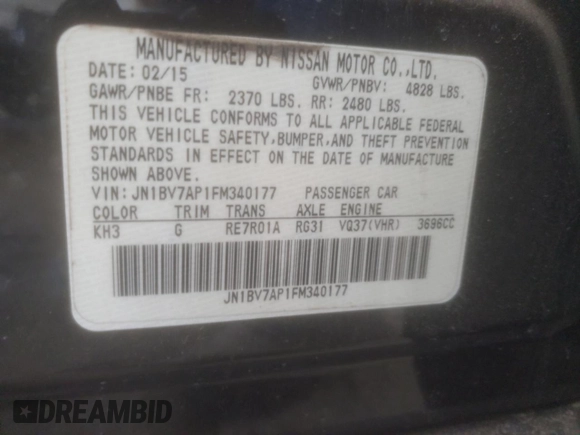 MANUFACTURED BY NISSAN MOTOR CO.,LTD.
DATE: 02/15 GVWR/PNBV: 4828 LBS.
GAWR/PNBE FR: 2370 LBS. RR: 2480 LBS.
THIS VEHICLE CONFORMS TO ALL APPLICABLE FEDERAL
MOTOR VEHICLE SAFETY,BUMPER,AND THEFT PREVENTION
STANDARDS IN EFFECT ON THE DATE OF MANUFACTURE
SHOWN ABOVE.
VIN: JN1BV7AP1FM340177 PASSENGER CAR
COLOR TRIM TRANS AXLE ENGINE
KH3 G RE7R01A RG31 VQ37(VHR) 3696CC
JN1BV7AP1FM340177
DREAMBID